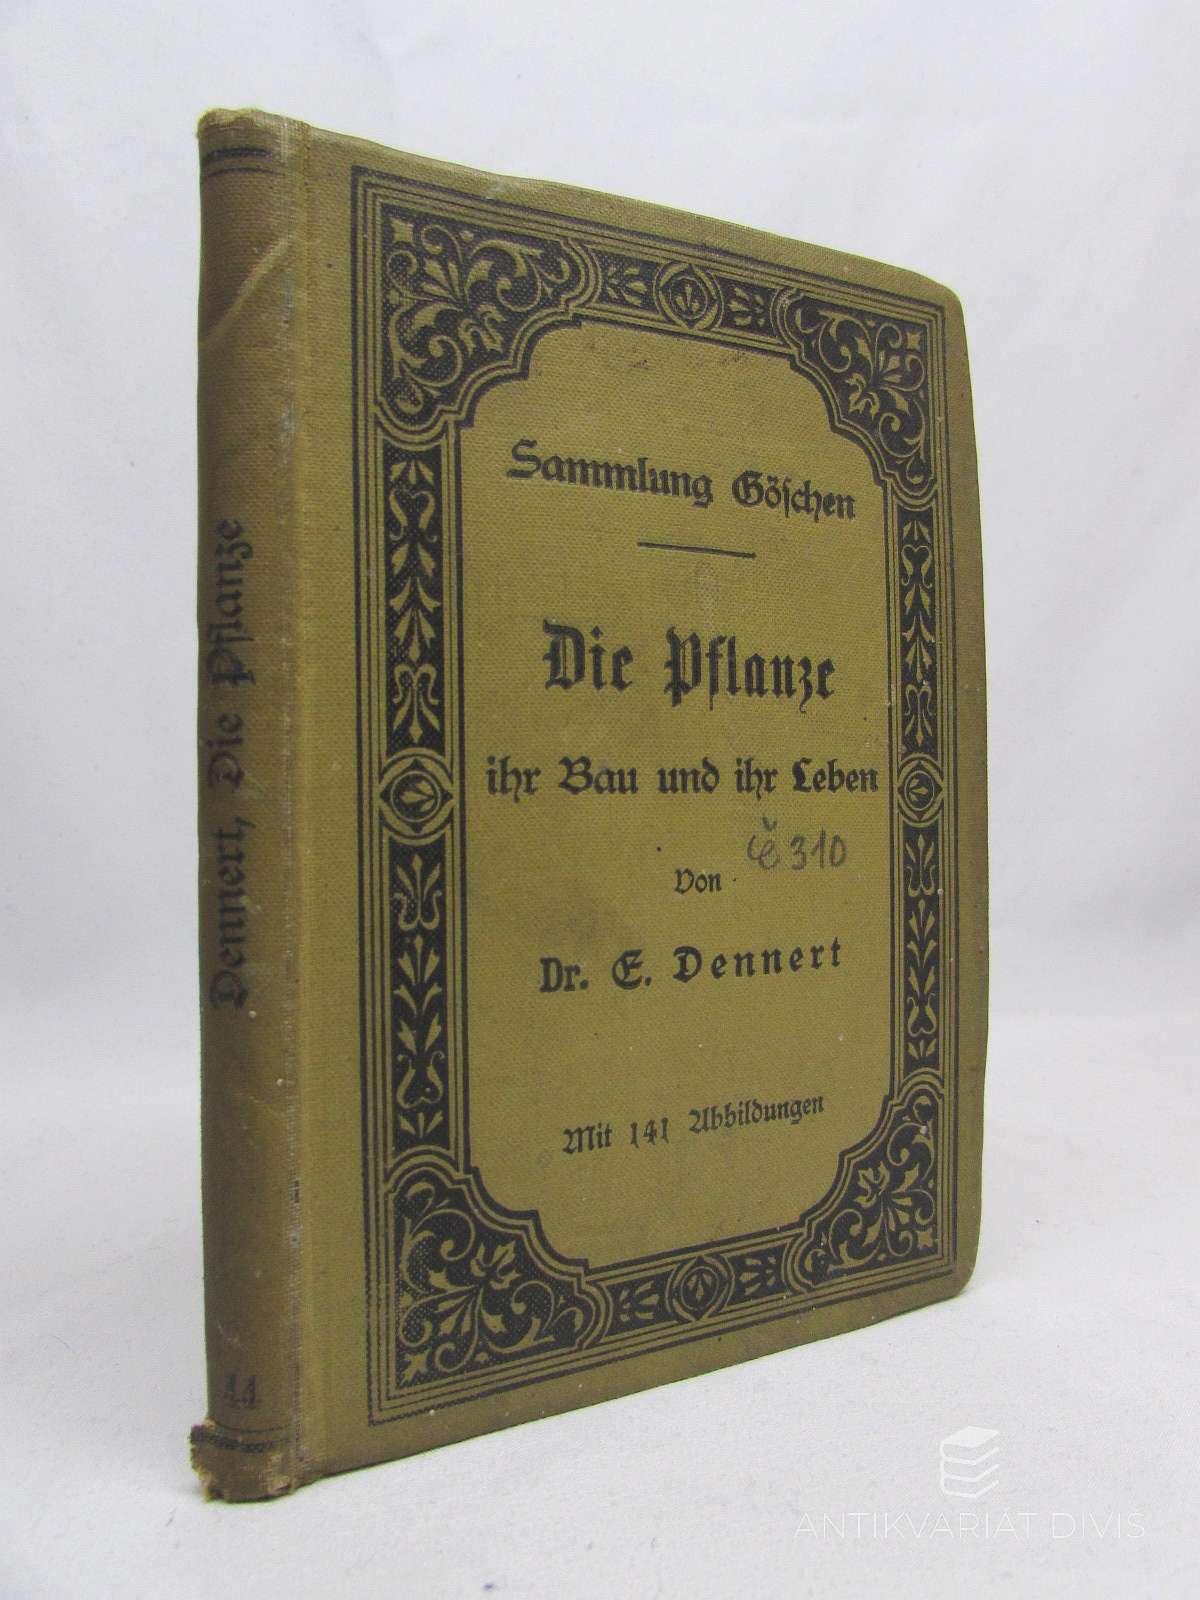 Sammlung Göschen
Die Pflanze
ihr Bau und ihr Leben
Č 310
Von
Dr. E. Dennert
Mit 141 Abbildungen
Dennert, Die Pflanze
44
ANTIKVARIÁT DIVIŠ